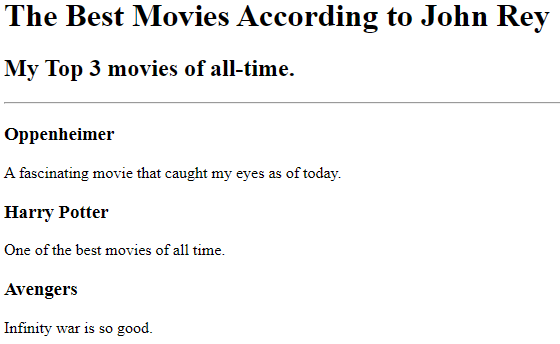 The Best Movies According to John Rey
My Top 3 movies of all-time.
Oppenheimer
A fascinating movie that caught my eyes as of today.
Harry Potter
One of the best movies of all time.
Avengers
Infinity war is so good.